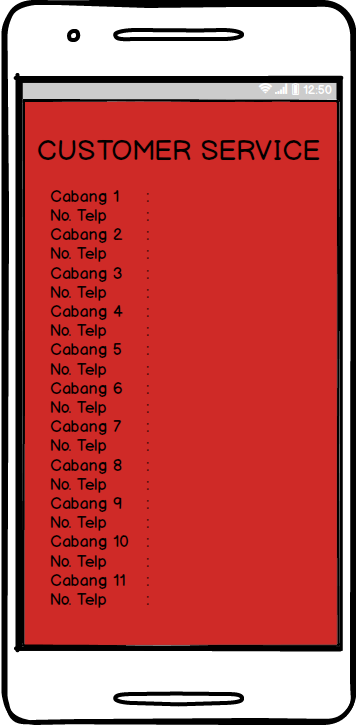 12:50
CUSTOMER SERVICE
Cabang 1 :
No. Telp :
Cabang 2 :
No. Telp :
Cabang 3 :
No. Telp :
Cabang 4 :
No. Telp :
Cabang 5 :
No. Telp :
Cabang 6 :
No. Telp :
Cabang 7 :
No. Telp :
Cabang 8 :
No. Telp :
Cabang 9 :
No. Telp :
Cabang 10 :
No. Telp :
Cabang 11 :
No. Telp :